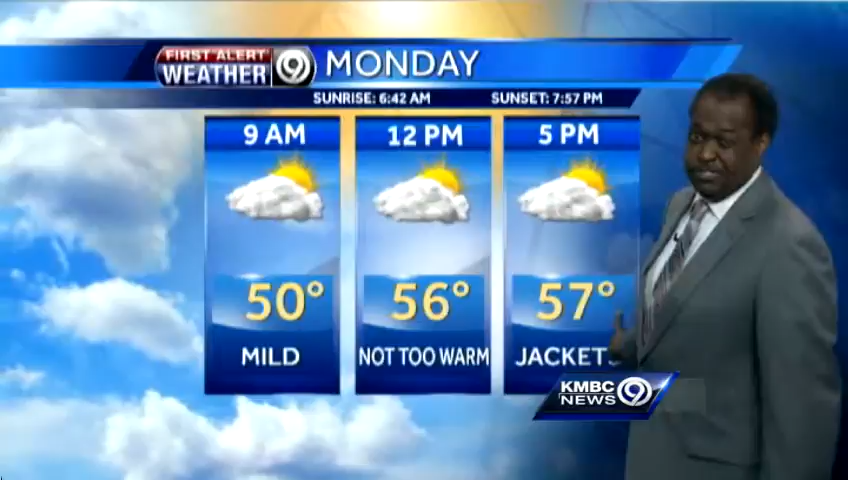 FIRST ALERT
WEATHER 9
MONDAY
SUNRISE: 6:42 AM SUNSET: 7:57 PM
9 AM
50°
MILD
12 PM
56°
NOT TOO WARM
5 PM
57°
JACKETS
KMBC
NEWS 9